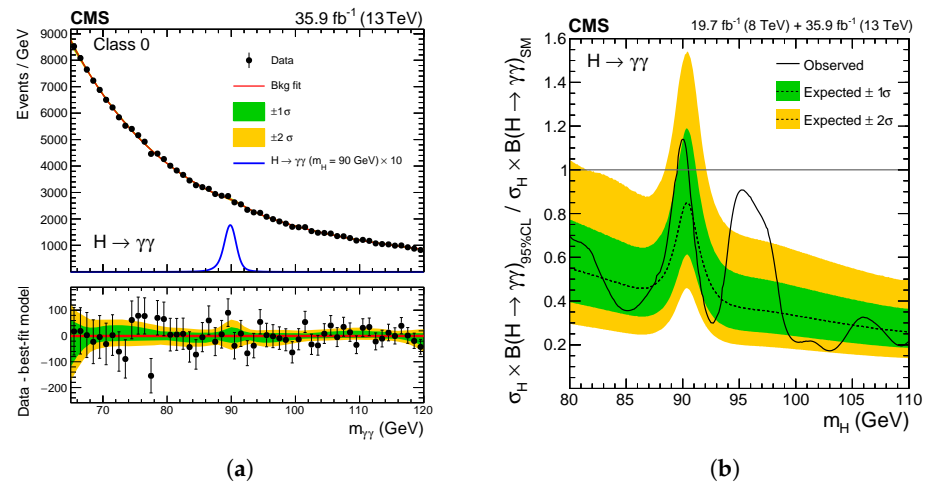 CMS 35.9 fb⁻¹ (13 TeV)
Events / GeV
9000
8000
7000
6000
5000
4000
3000
2000
1000
Class 0
Data
Bkg fit
±1σ
±2 σ
H → γγ (m_H = 90 GeV) × 10
H → γγ
Data - best-fit model
100
0
−100
−200
70 80 90 100 110 120
m_γγ (GeV)
(a)
CMS 19.7 fb⁻¹ (8 TeV) + 35.9 fb⁻¹ (13 TeV)
σ_H × B(H → γγ)_95%CL / σ_H × B(H → γγ)_SM
1.6
1.4
1.2
1
0.8
0.6
0.4
0.2
H → γγ
Observed
Expected ± 1σ
Expected ± 2σ
80 85 90 95 100 105 110
m_H (GeV)
(b)